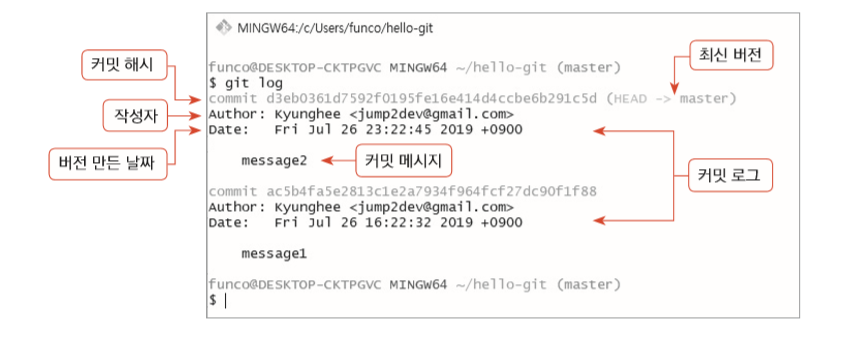 MINGW64:/c/Users/funco/hello-git
최신 버전
커밋 해시
funco@DESKTOP-CKTPGVC MINGW64 ~/hello-git (master)
$ git log
commit d3eb0361d7592f0195fe16e414d4ccbe6b291c5d (HEAD -> master)
작성자
Author: Kyunghee <jump2dev@gmail.com>
Date: Fri Jul 26 23:22:45 2019 +0900
버전 만든 날짜
message2
커밋 메시지
커밋 로그
commit ac5b4fa5e2813c1e2a7934f964fcf27dc90f1f88
Author: Kyunghee <jump2dev@gmail.com>
Date: Fri Jul 26 16:22:32 2019 +0900
message1
funco@DESKTOP-CKTPGVC MINGW64 ~/hello-git (master)
$